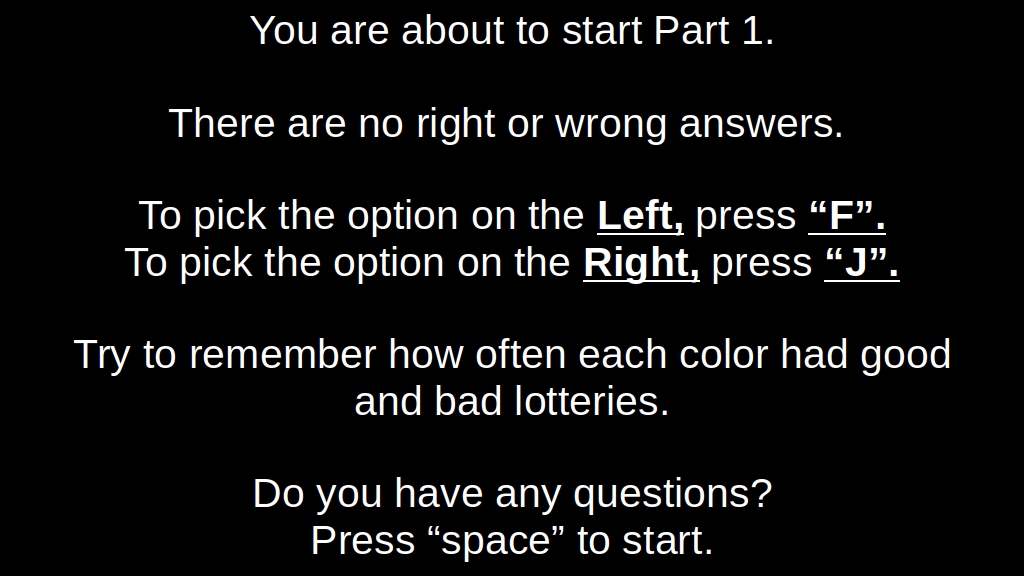 You are about to start Part 1.
There are no right or wrong answers.
To pick the option on the Left, press “F”.
To pick the option on the Right, press “J”.
Try to remember how often each color had good
and bad lotteries.
Do you have any questions?
Press “space” to start.